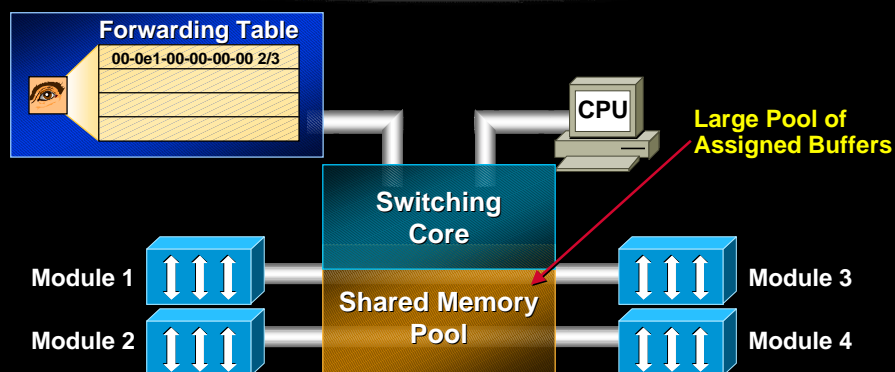 Forwarding Table
00-0e1-00-00-00-00 2/3
CPU
Large Pool of
Assigned Buffers
Switching
Core
Module 1
Module 3
Shared Memory
Pool
Module 2
Module 4